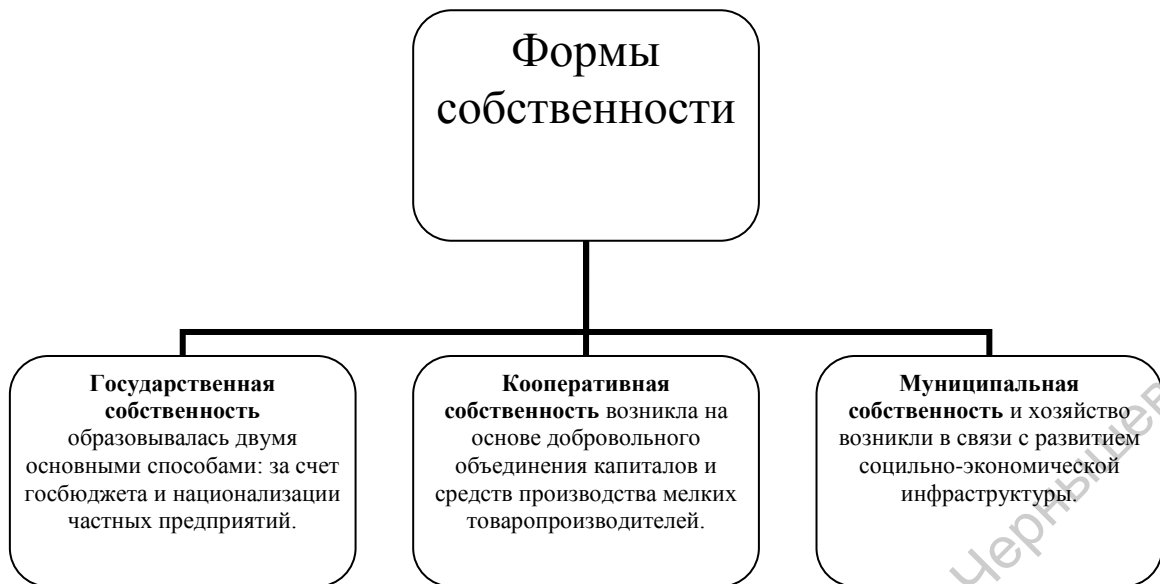 Формы
собственности
Государственная
собственность
образовывалась двумя
основными способами: за счет
госбюджета и национализации
частных предприятий.
Кооперативная
собственность возникла на
основе добровольного
объединения капиталов и
средств производства мелких
товаропроизводителей.
Муниципальная
собственность и хозяйство
возникли в связи с развитием
социльно-экономической
инфраструктуры.